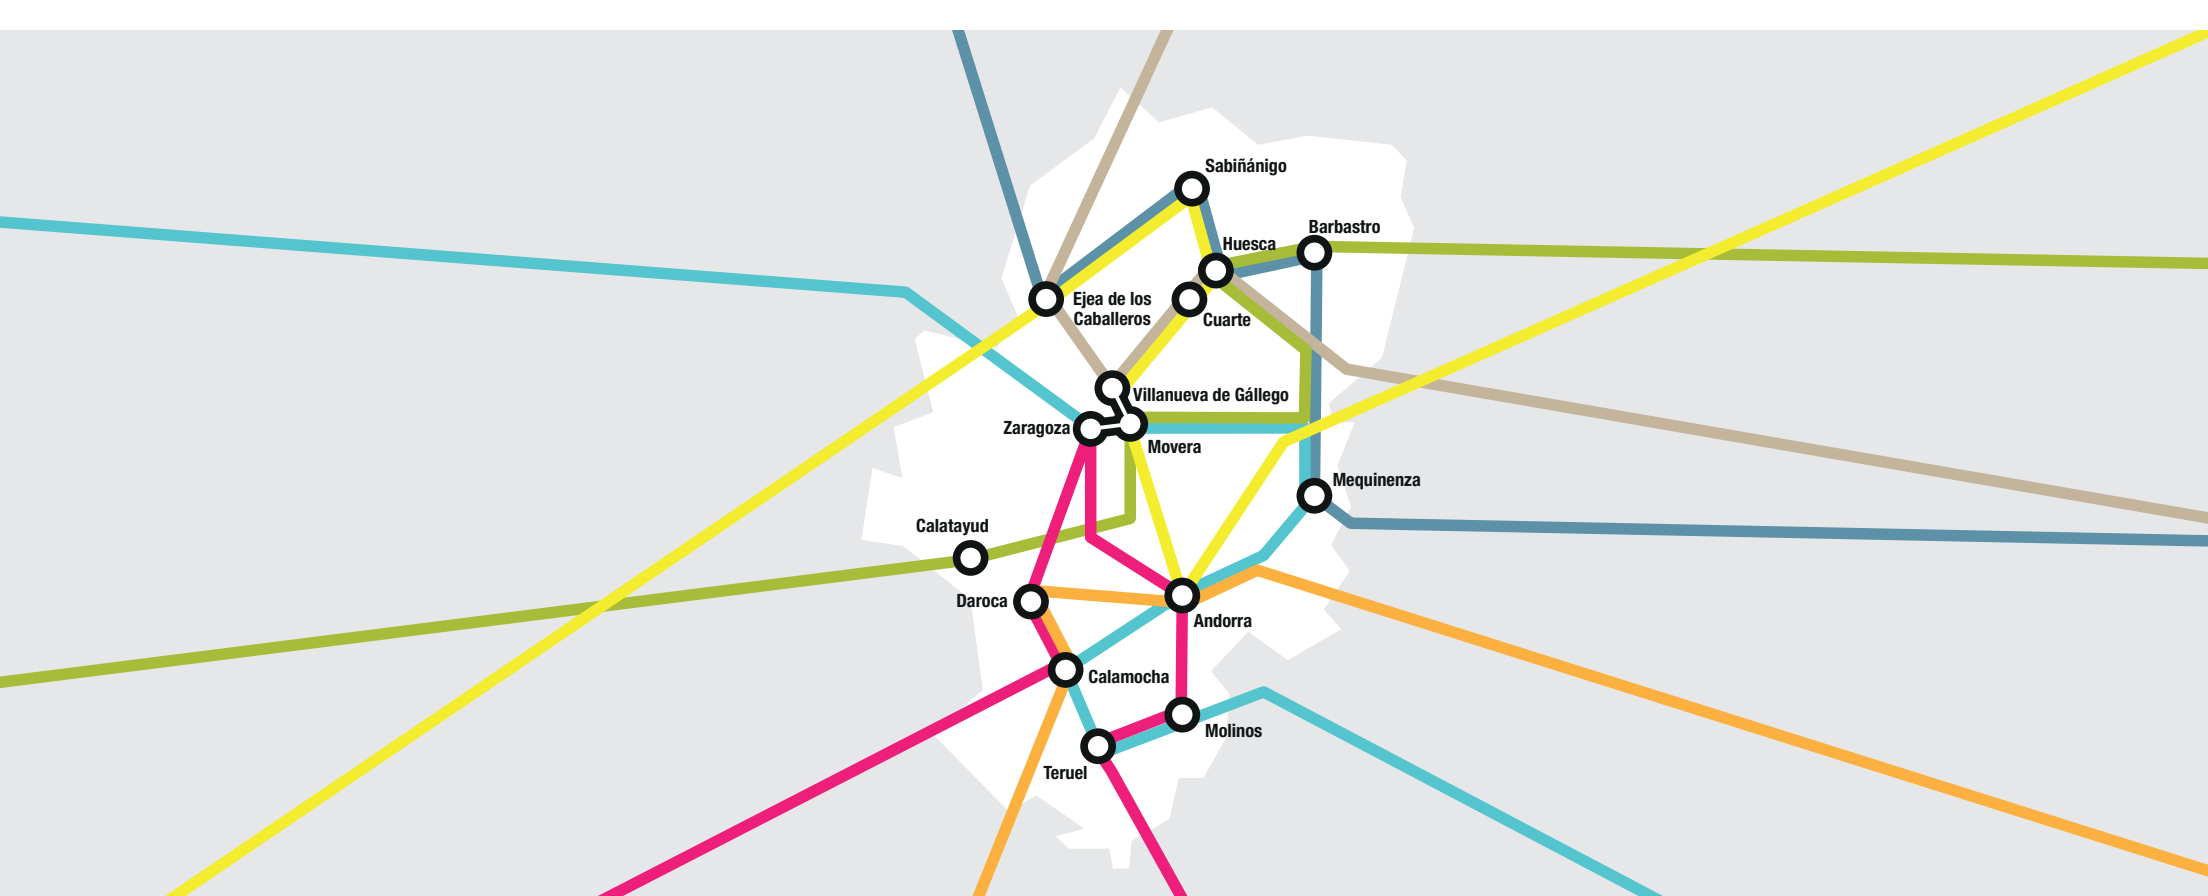 Sabiñánigo
Barbastro
Huesca
Ejea de los
Caballeros
Cuarte
Villanueva de Gállego
Zaragoza
Movera
Mequinenza
Calatayud
Daroca
Andorra
Calamocha
Molinos
Teruel